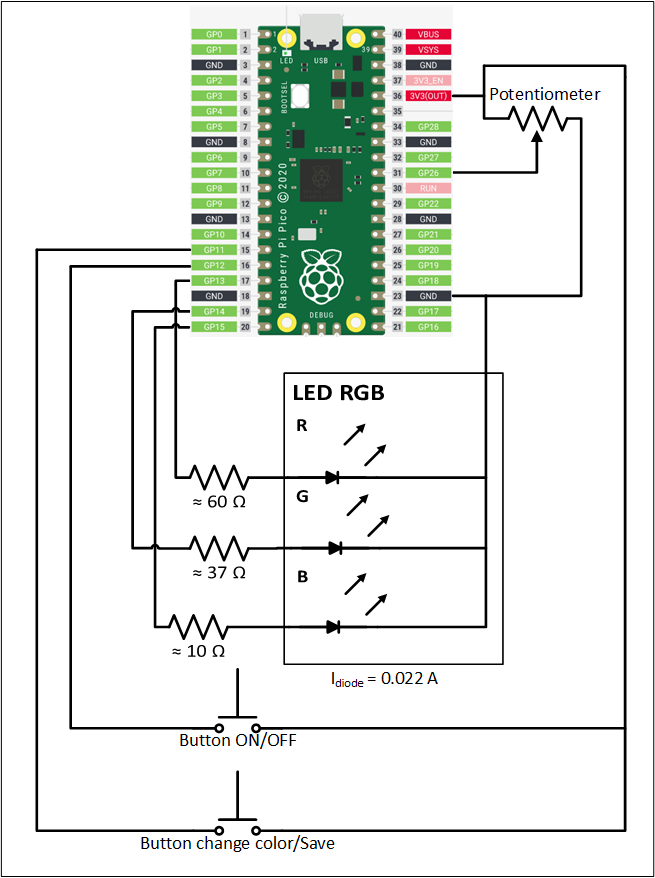 GP0 1 1 40 VBUS
GP1 2 2 39 39 VSYS
GND 3 38 GND
GP2 4 37 3V3_EN
GP3 5 36 3V3(OUT)
GP4 6 35
GP5 7 34 GP28
GND 8 33 GND
GP6 9 32 GP27
GP7 10 31 GP26
GP8 11 30 RUN
GP9 12 29 GP22
GND 13 28 GND
GP10 14 27 GP21
GP11 15 26 GP20
GP12 16 25 GP19
GP13 17 24 GP18
GND 18 23 GND
GP14 19 22 GP17
GP15 20 21 GP16
LED
USB
BOOTSEL
Raspberry Pi Pico ©2020
DEBUG
Potentiometer
LED RGB
R
≈ 60 Ω
G
≈ 37 Ω
B
≈ 10 Ω
Idiode = 0.022 A
Button ON/OFF
Button change color/Save